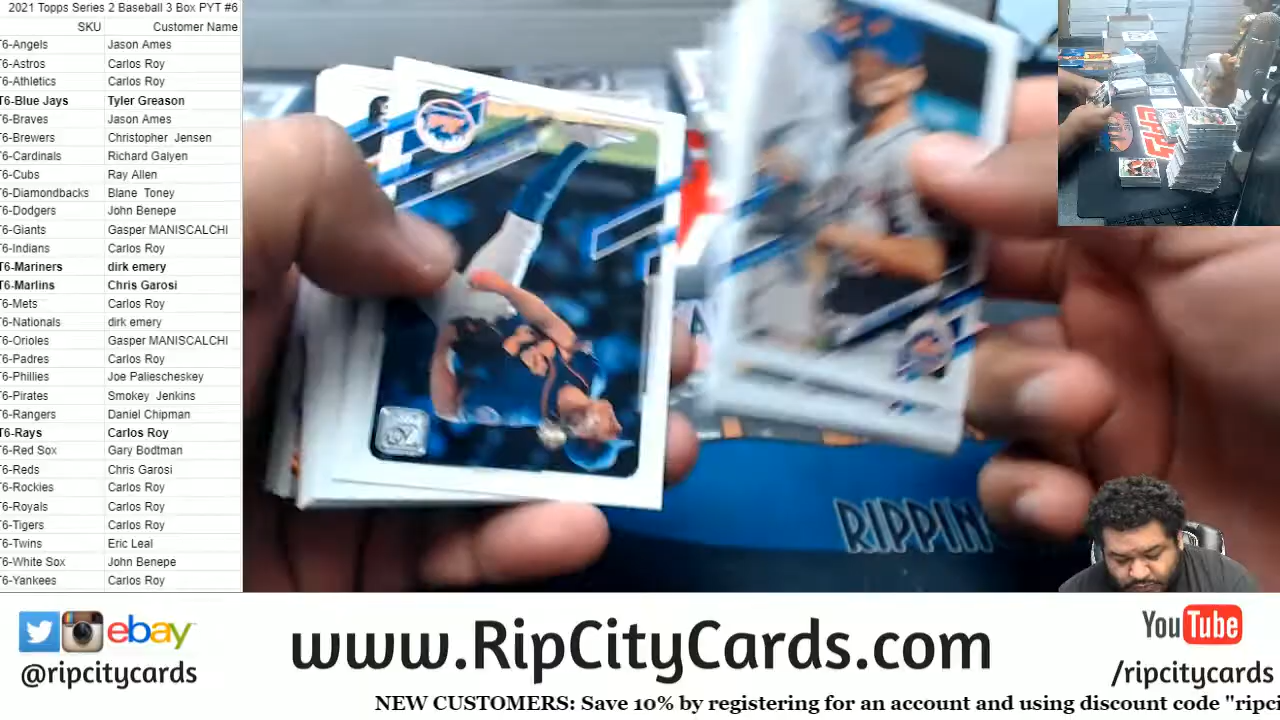 2021 Topps Series 2 Baseball 3 Box PYT #6
SKU Customer Name
T6-Angels Jason Ames
T6-Astros Carlos Roy
T6-Athletics Carlos Roy
T6-Blue Jays Tyler Greason
T6-Braves Jason Ames
T6-Brewers Christopher Jensen
T6-Cardinals Richard Galyen
T6-Cubs Ray Allen
T6-Diamondbacks Blane Toney
T6-Dodgers John Benepe
T6-Giants Gasper MANISCALCHI
T6-Indians Carlos Roy
T6-Mariners dirk emery
T6-Marlins Chris Garosi
T6-Mets Carlos Roy
T6-Nationals dirk emery
T6-Orioles Gasper MANISCALCHI
T6-Padres Carlos Roy
T6-Phillies Joe Paliescheskey
T6-Pirates Smokey Jenkins
T6-Rangers Daniel Chipman
T6-Rays Carlos Roy
T6-Red Sox Gary Bodtman
T6-Reds Chris Garosi
T6-Rockies Carlos Roy
T6-Royals Carlos Roy
T6-Tigers Carlos Roy
T6-Twins Eric Leal
T6-White Sox John Benepe
T6-Yankees Carlos Roy
RIPPIN
ebay
@ripcitycards
www.RipCityCards.com
YouTube
/ripcitycards
NEW CUSTOMERS: Save 10% by registering for an account and using discount code "ripci